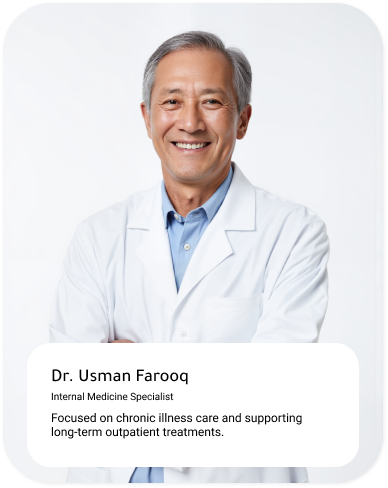 Dr. Usman Farooq
Internal Medicine Specialist
Focused on chronic illness care and supporting
long-term outpatient treatments.